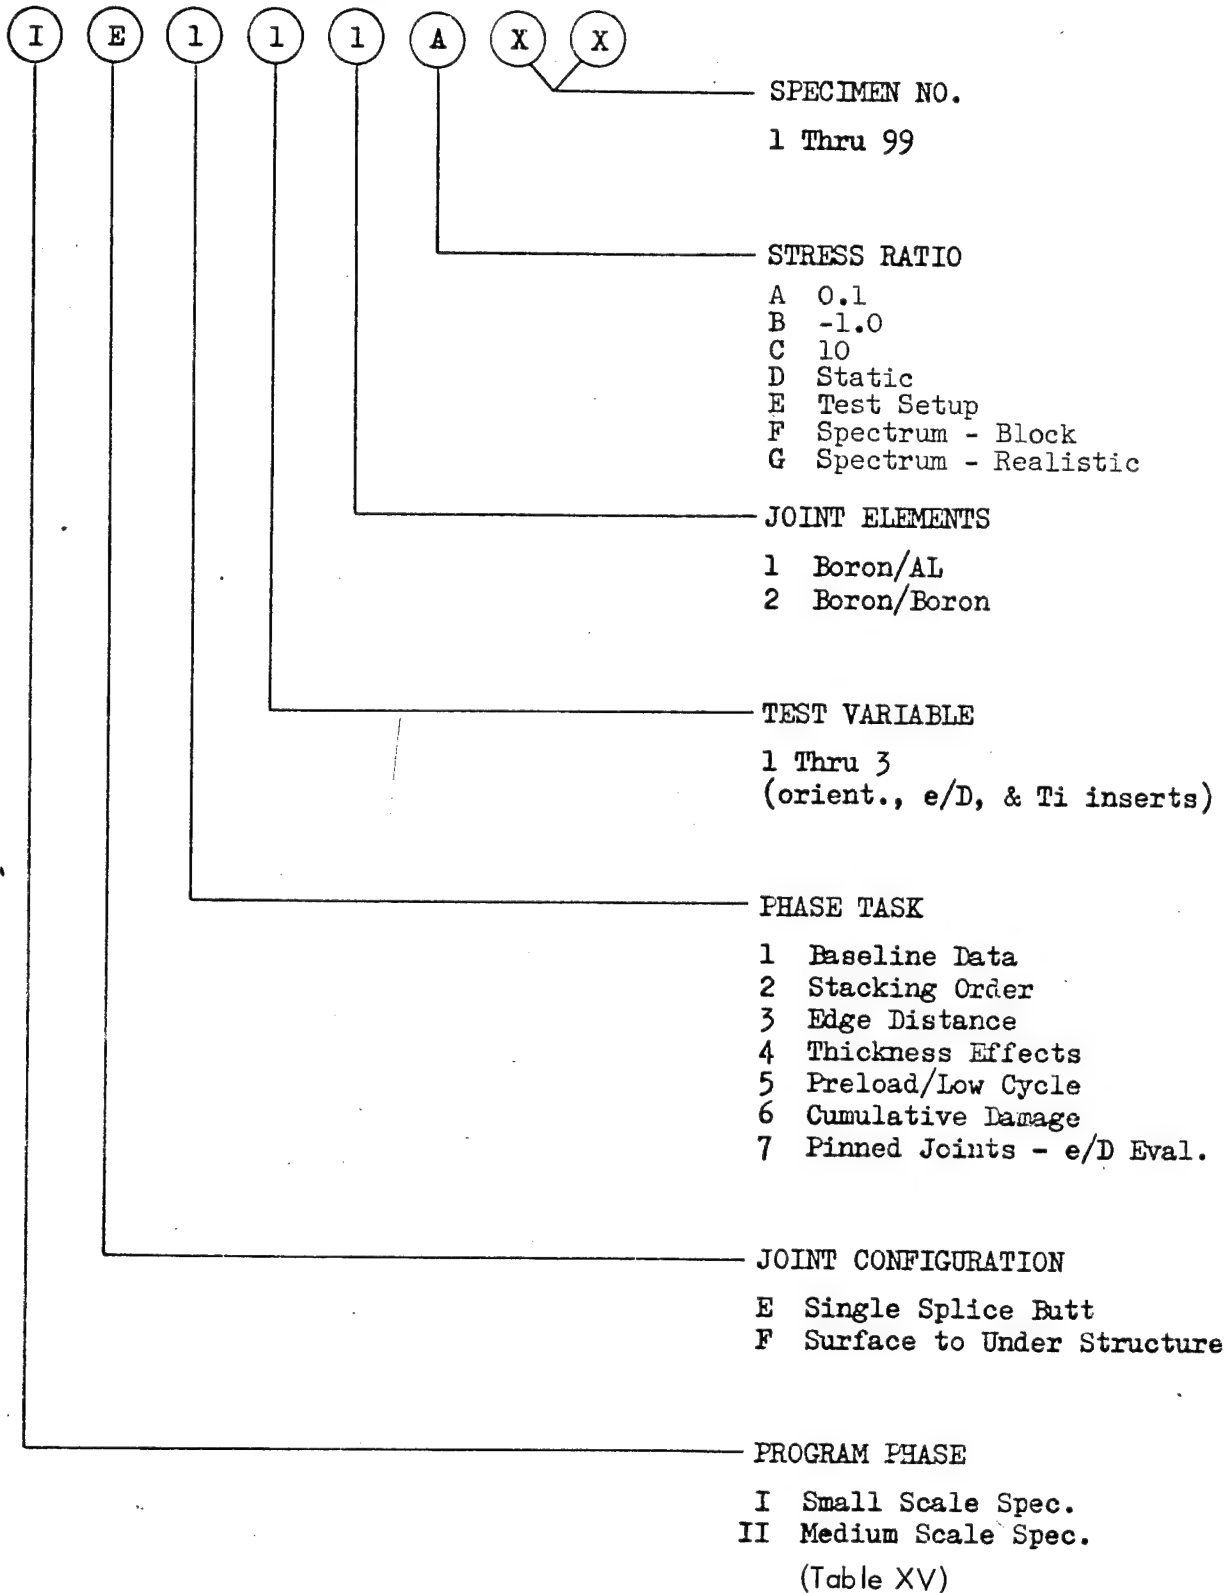 I E 1 1 1 A X X
SPECIMEN NO.
1 Thru 99
STRESS RATIO
A 0.1
B -1.0
C 10
D Static
E Test Setup
F Spectrum - Block
G Spectrum - Realistic
JOINT ELEMENTS
1 Boron/AL
2 Boron/Boron
TEST VARIABLE
1 Thru 3
(orient., e/D, & Ti inserts)
PHASE TASK
1 Baseline Data
2 Stacking Order
3 Edge Distance
4 Thickness Effects
5 Preload/Low Cycle
6 Cumulative Damage
7 Pinned Joints - e/D Eval.
JOINT CONFIGURATION
E Single Splice Butt
F Surface to Under Structure
PROGRAM PHASE
I Small Scale Spec.
II Medium Scale Spec.
(Table XV)